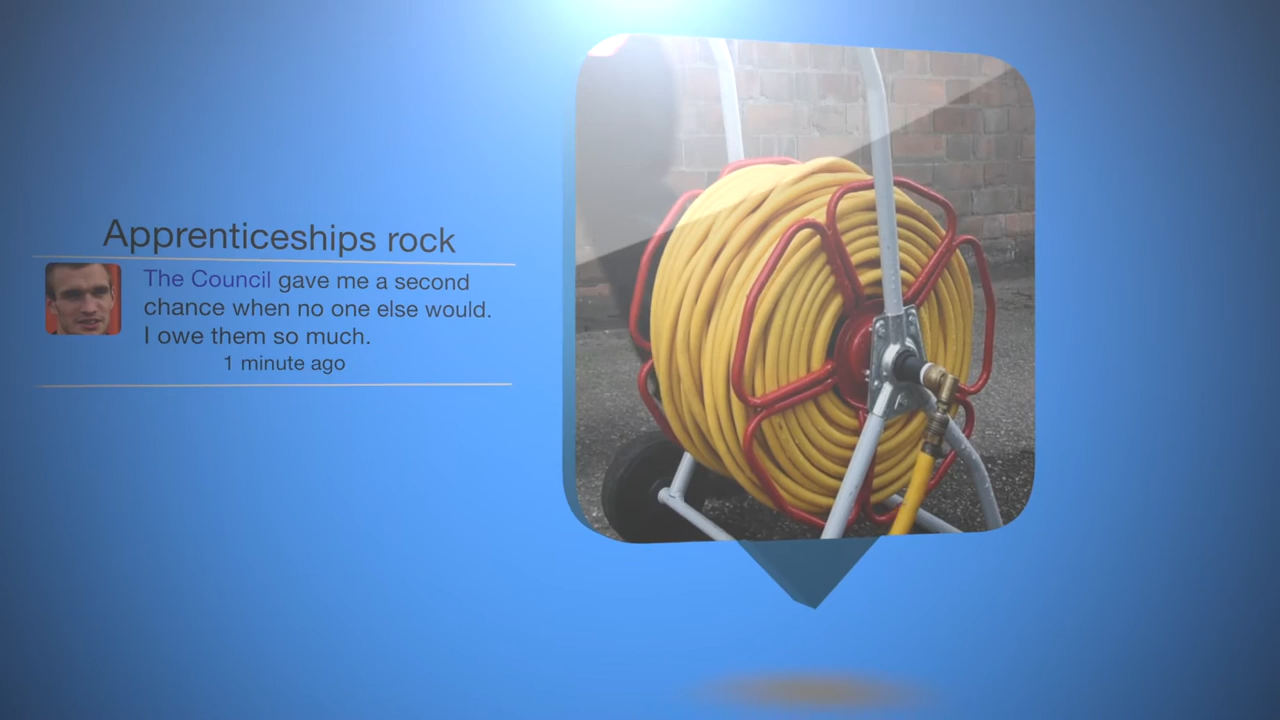 Apprenticeships rock
The Council gave me a second
chance when no one else would.
I owe them so much.
1 minute ago